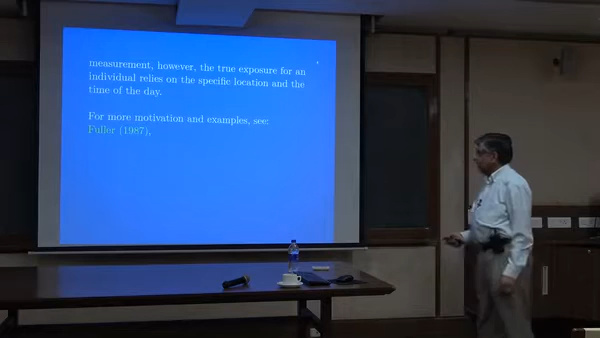 measurement, however, the true exposure for an
individual relies on the specific location and the
time of the day.
For more motivation and examples, see:
Fuller (1987),